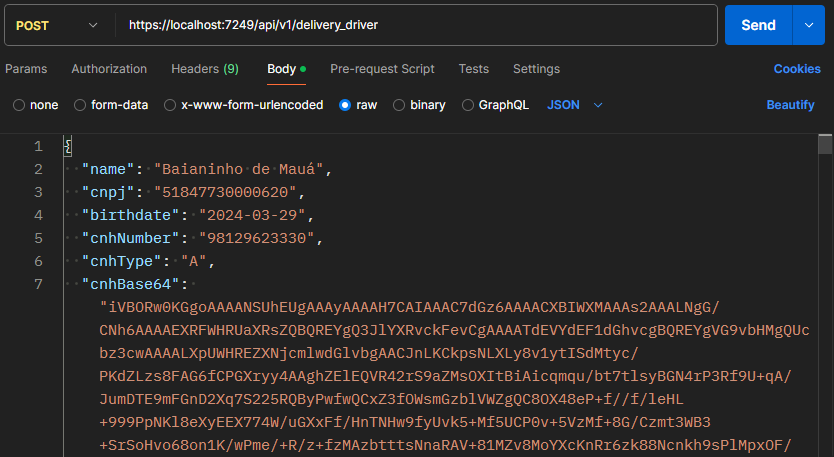 POST https://localhost:7249/api/v1/delivery_driver Send
Params Authorization Headers (9) Body Pre-request Script Tests Settings Cookies
none form-data x-www-form-urlencoded raw binary GraphQL JSON Beautify
1 {
2 "name": "Baianinho de Mauá",
3 "cnpj": "51847730000620",
4 "birthdate": "2024-03-29",
5 "cnhNumber": "98129623330",
6 "cnhType": "A",
7 "cnhBase64":
"iVBORw0KGgoAAAANSUhEUgAAAyAAAAH7CAIAAAC7dGz6AAAACXBIWXMAAAs2AAALNgG/
CNh6AAAAEXRFWHRUaXRsZQBQREYgQ3JlYXRvckFevCgAAAATdEVYdEF1dGhvcgBQREYgVG9vbHMgQUc
bz3cwAAAALXpUWHREZXNjcmlwdGlvbgAACJnLKCkpsNLXLy8v1ytISdMtyc/
PKdZLzs8FAG6fCPGXryy4AAghZElEQVR42rS9aZMsOXItBiAicqmqu/bt7tlsyBGN4rP3Rf9U+qA/
JumDTE9mFGnD2Xq7S225RQByPwfwQCxZ3fOWsmGzblVWZgQC8OX48eP+f//f/leHL
+999PpNKl8eXyEEX774W/uGXxFf/HnTNHw9fyUvk5+Mf5UCP0v+5VzMf+8G/Czmt3WB3
+SrSoHvo68on1K/wPme/+R/z+fzMAzbtttsNnaRAV+81MZv8MoYXcKnRr6zk88Ncnkh9sPlMpxOF/